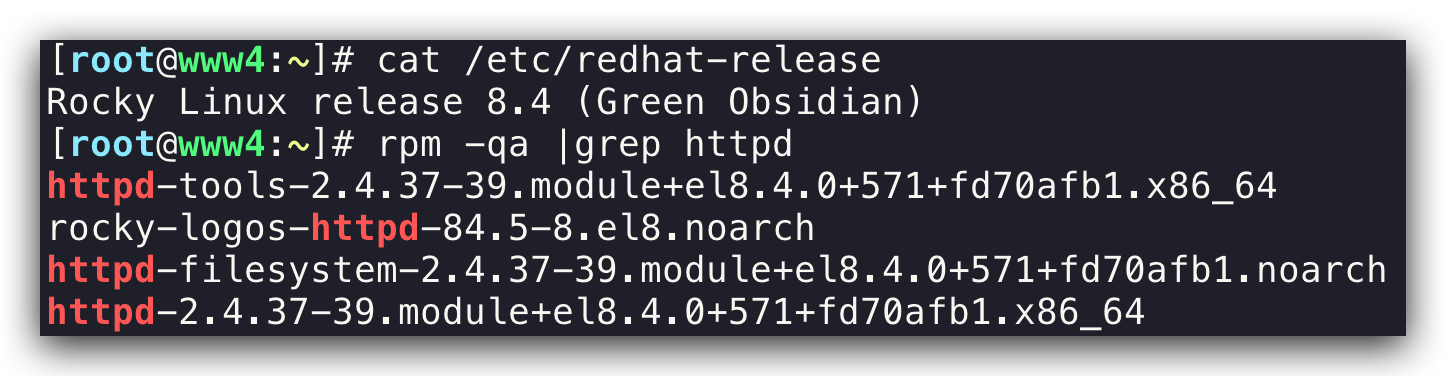 [root@www4:~]# cat /etc/redhat-release
Rocky Linux release 8.4 (Green Obsidian)
[root@www4:~]# rpm -qa |grep httpd
httpd-tools-2.4.37-39.module+el8.4.0+571+fd70afb1.x86_64
rocky-logos-httpd-84.5-8.el8.noarch
httpd-filesystem-2.4.37-39.module+el8.4.0+571+fd70afb1.noarch
httpd-2.4.37-39.module+el8.4.0+571+fd70afb1.x86_64